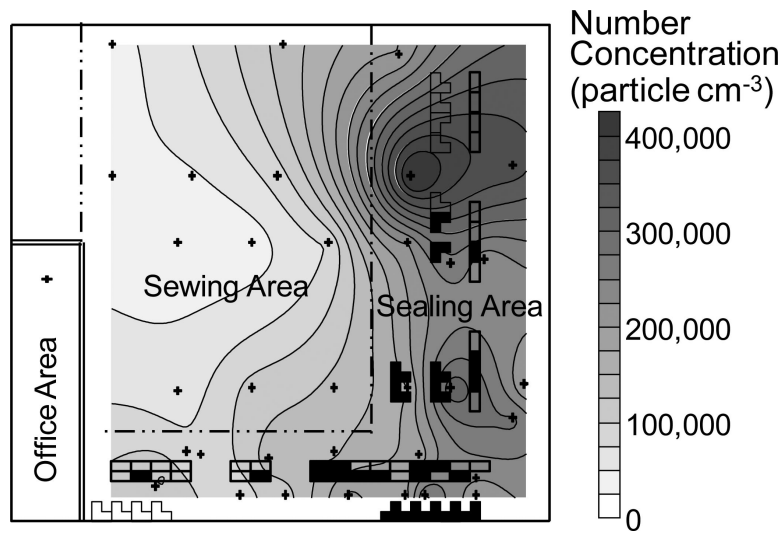 Number
Concentration
(particle cm-3)
400,000
300,000
200,000
100,000
0
Sewing Area
Sealing Area
Office Area